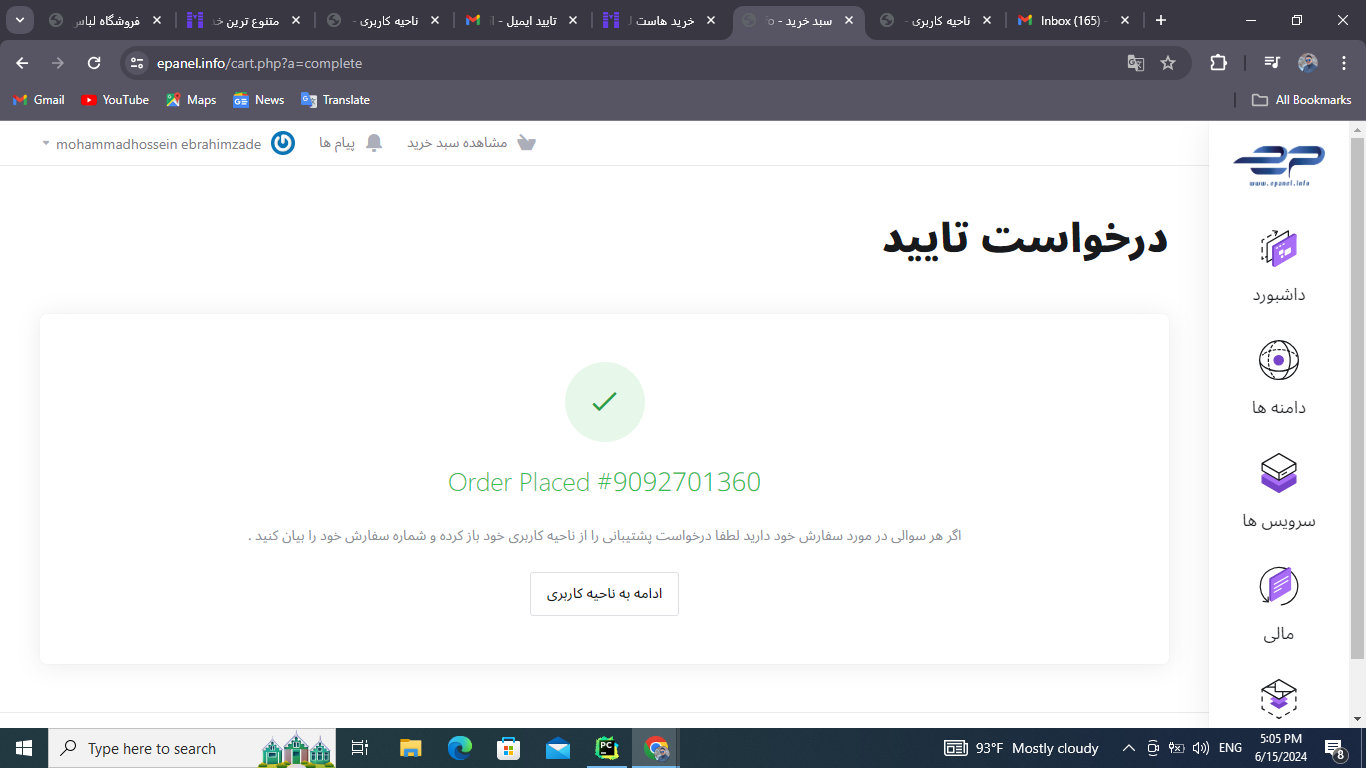 فروشگاه لباس
متنوع ترین خد
ناحیه کاربری -
تایید ایمیل - ا
خرید هاست ل
سبد خرید - fo
ناحیه کاربری -
Inbox (165) -
epanel.info/cart.php?a=complete
Gmail
YouTube
Maps
News
Translate
All Bookmarks
mohammadhossein ebrahimzade
پیام ها
مشاهده سبد خرید
www.epanel.info
درخواست تایید
Order Placed #9092701360
اگر هر سوالی در مورد سفارش خود دارید لطفا درخواست پشتیبانی را از ناحیه کاربری خود باز کرده و شماره سفارش خود را بیان کنید .
ادامه به ناحیه کاربری
داشبورد
دامنه ها
سرویس ها
مالی
Type here to search
PC
93°F Mostly cloudy
ENG
5:05 PM
6/15/2024
8